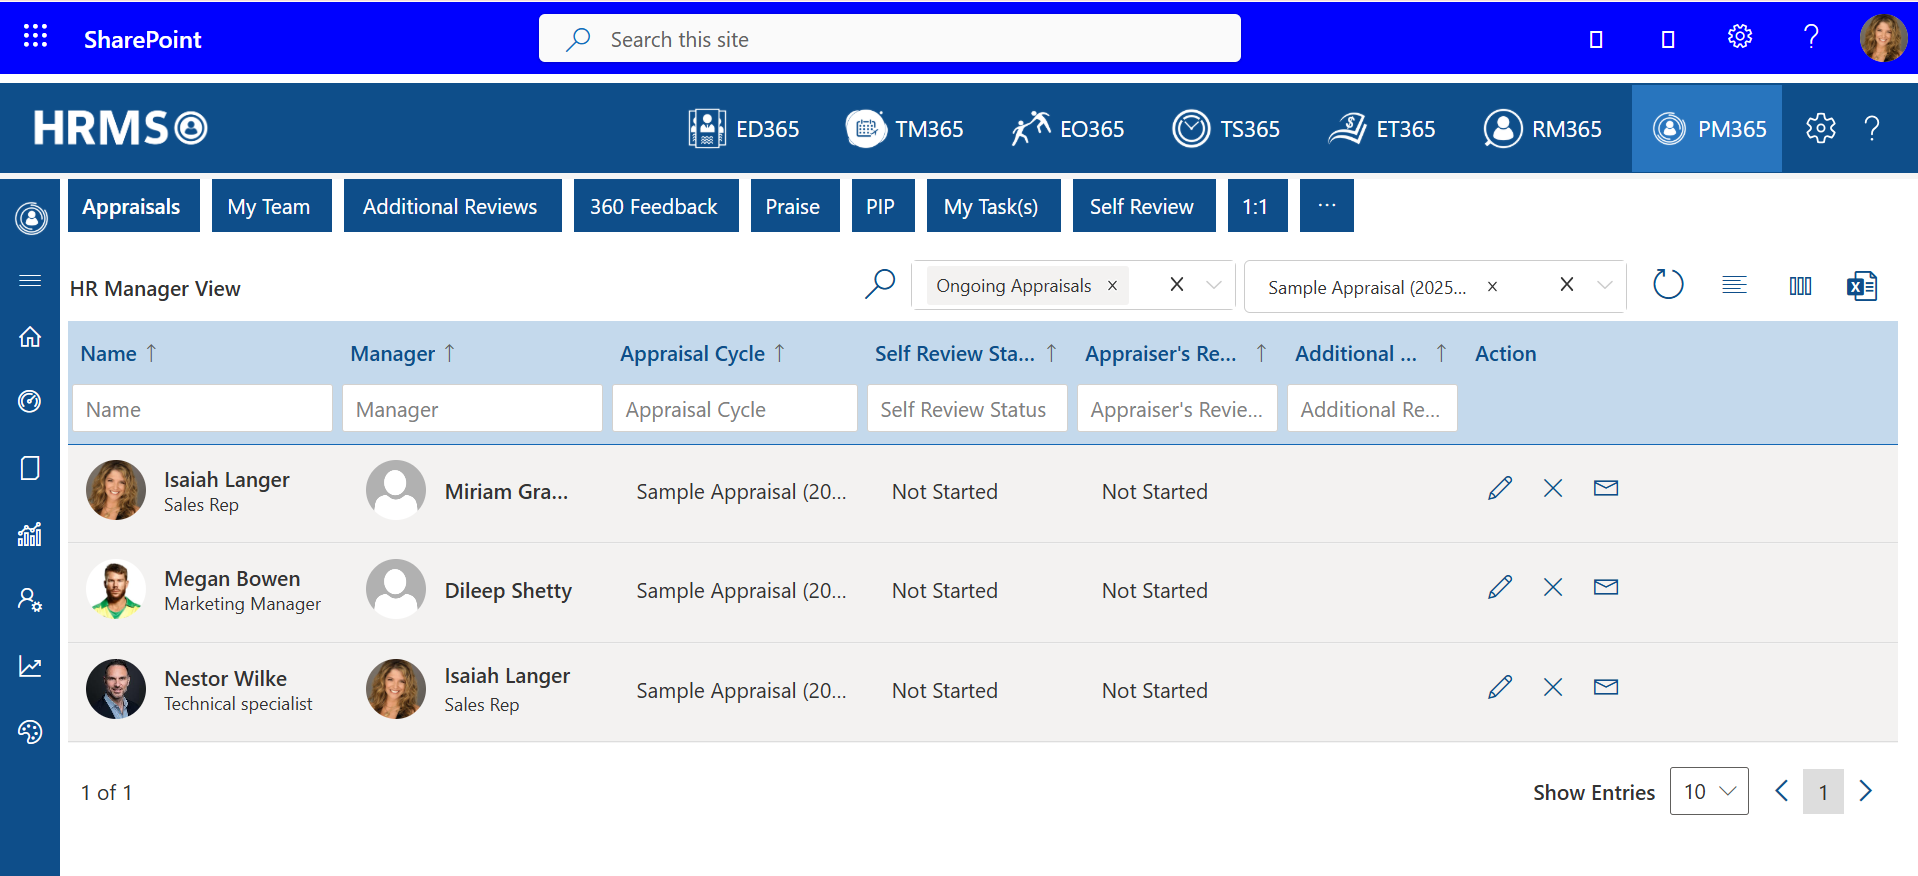 SharePoint
Search this site
?
HRMS
ED365
TM365
EO365
TS365
ET365
RM365
PM365
?
Appraisals
My Team
Additional Reviews
360 Feedback
Praise
PIP
My Task(s)
Self Review
1:1
...
HR Manager View
Ongoing Appraisals
Sample Appraisal (2025...
Name
Manager
Appraisal Cycle
Self Review Sta...
Appraiser's Re...
Additional ...
Action
Name
Manager
Appraisal Cycle
Self Review Status
Appraiser's Revie...
Additional Re...
Isaiah Langer
Sales Rep
Miriam Gra...
Sample Appraisal (20...
Not Started
Not Started
Megan Bowen
Marketing Manager
Dileep Shetty
Sample Appraisal (20...
Not Started
Not Started
Nestor Wilke
Technical specialist
Isaiah Langer
Sales Rep
Sample Appraisal (20...
Not Started
Not Started
1 of 1
Show Entries
10
1